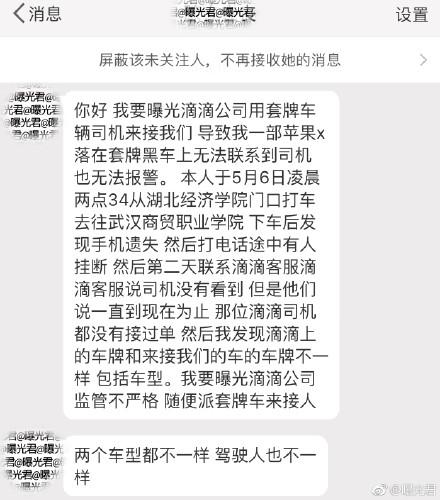 消息
@曝光君
@曝光君@曝光
设置
屏蔽该未关注人，不再接收她的消息
@曝光君
光君@曝光
君@曝光君
@曝光
你好 我要曝光滴滴公司用套牌车
辆司机来接我们 导致我一部苹果x
落在套牌黑车上无法联系到司机
也无法报警。 本人于5月6日凌晨
两点34从湖北经济学院门口打车
去往武汉商贸职业学院 下车后发
现手机遗失 然后打电话途中有人
挂断 然后第二天联系滴滴客服滴
滴客服说司机没有看到 但是他们
说一直到现在为止 那位滴滴司机
都没有接过单 然后我发现滴滴上
的车牌和来接我们的车的车牌不一
样 包括车型。我要曝光滴滴公司
监管不严格 随便派套牌车来接人
两个车型都不一样 驾驶人也不一
样
@曝光君